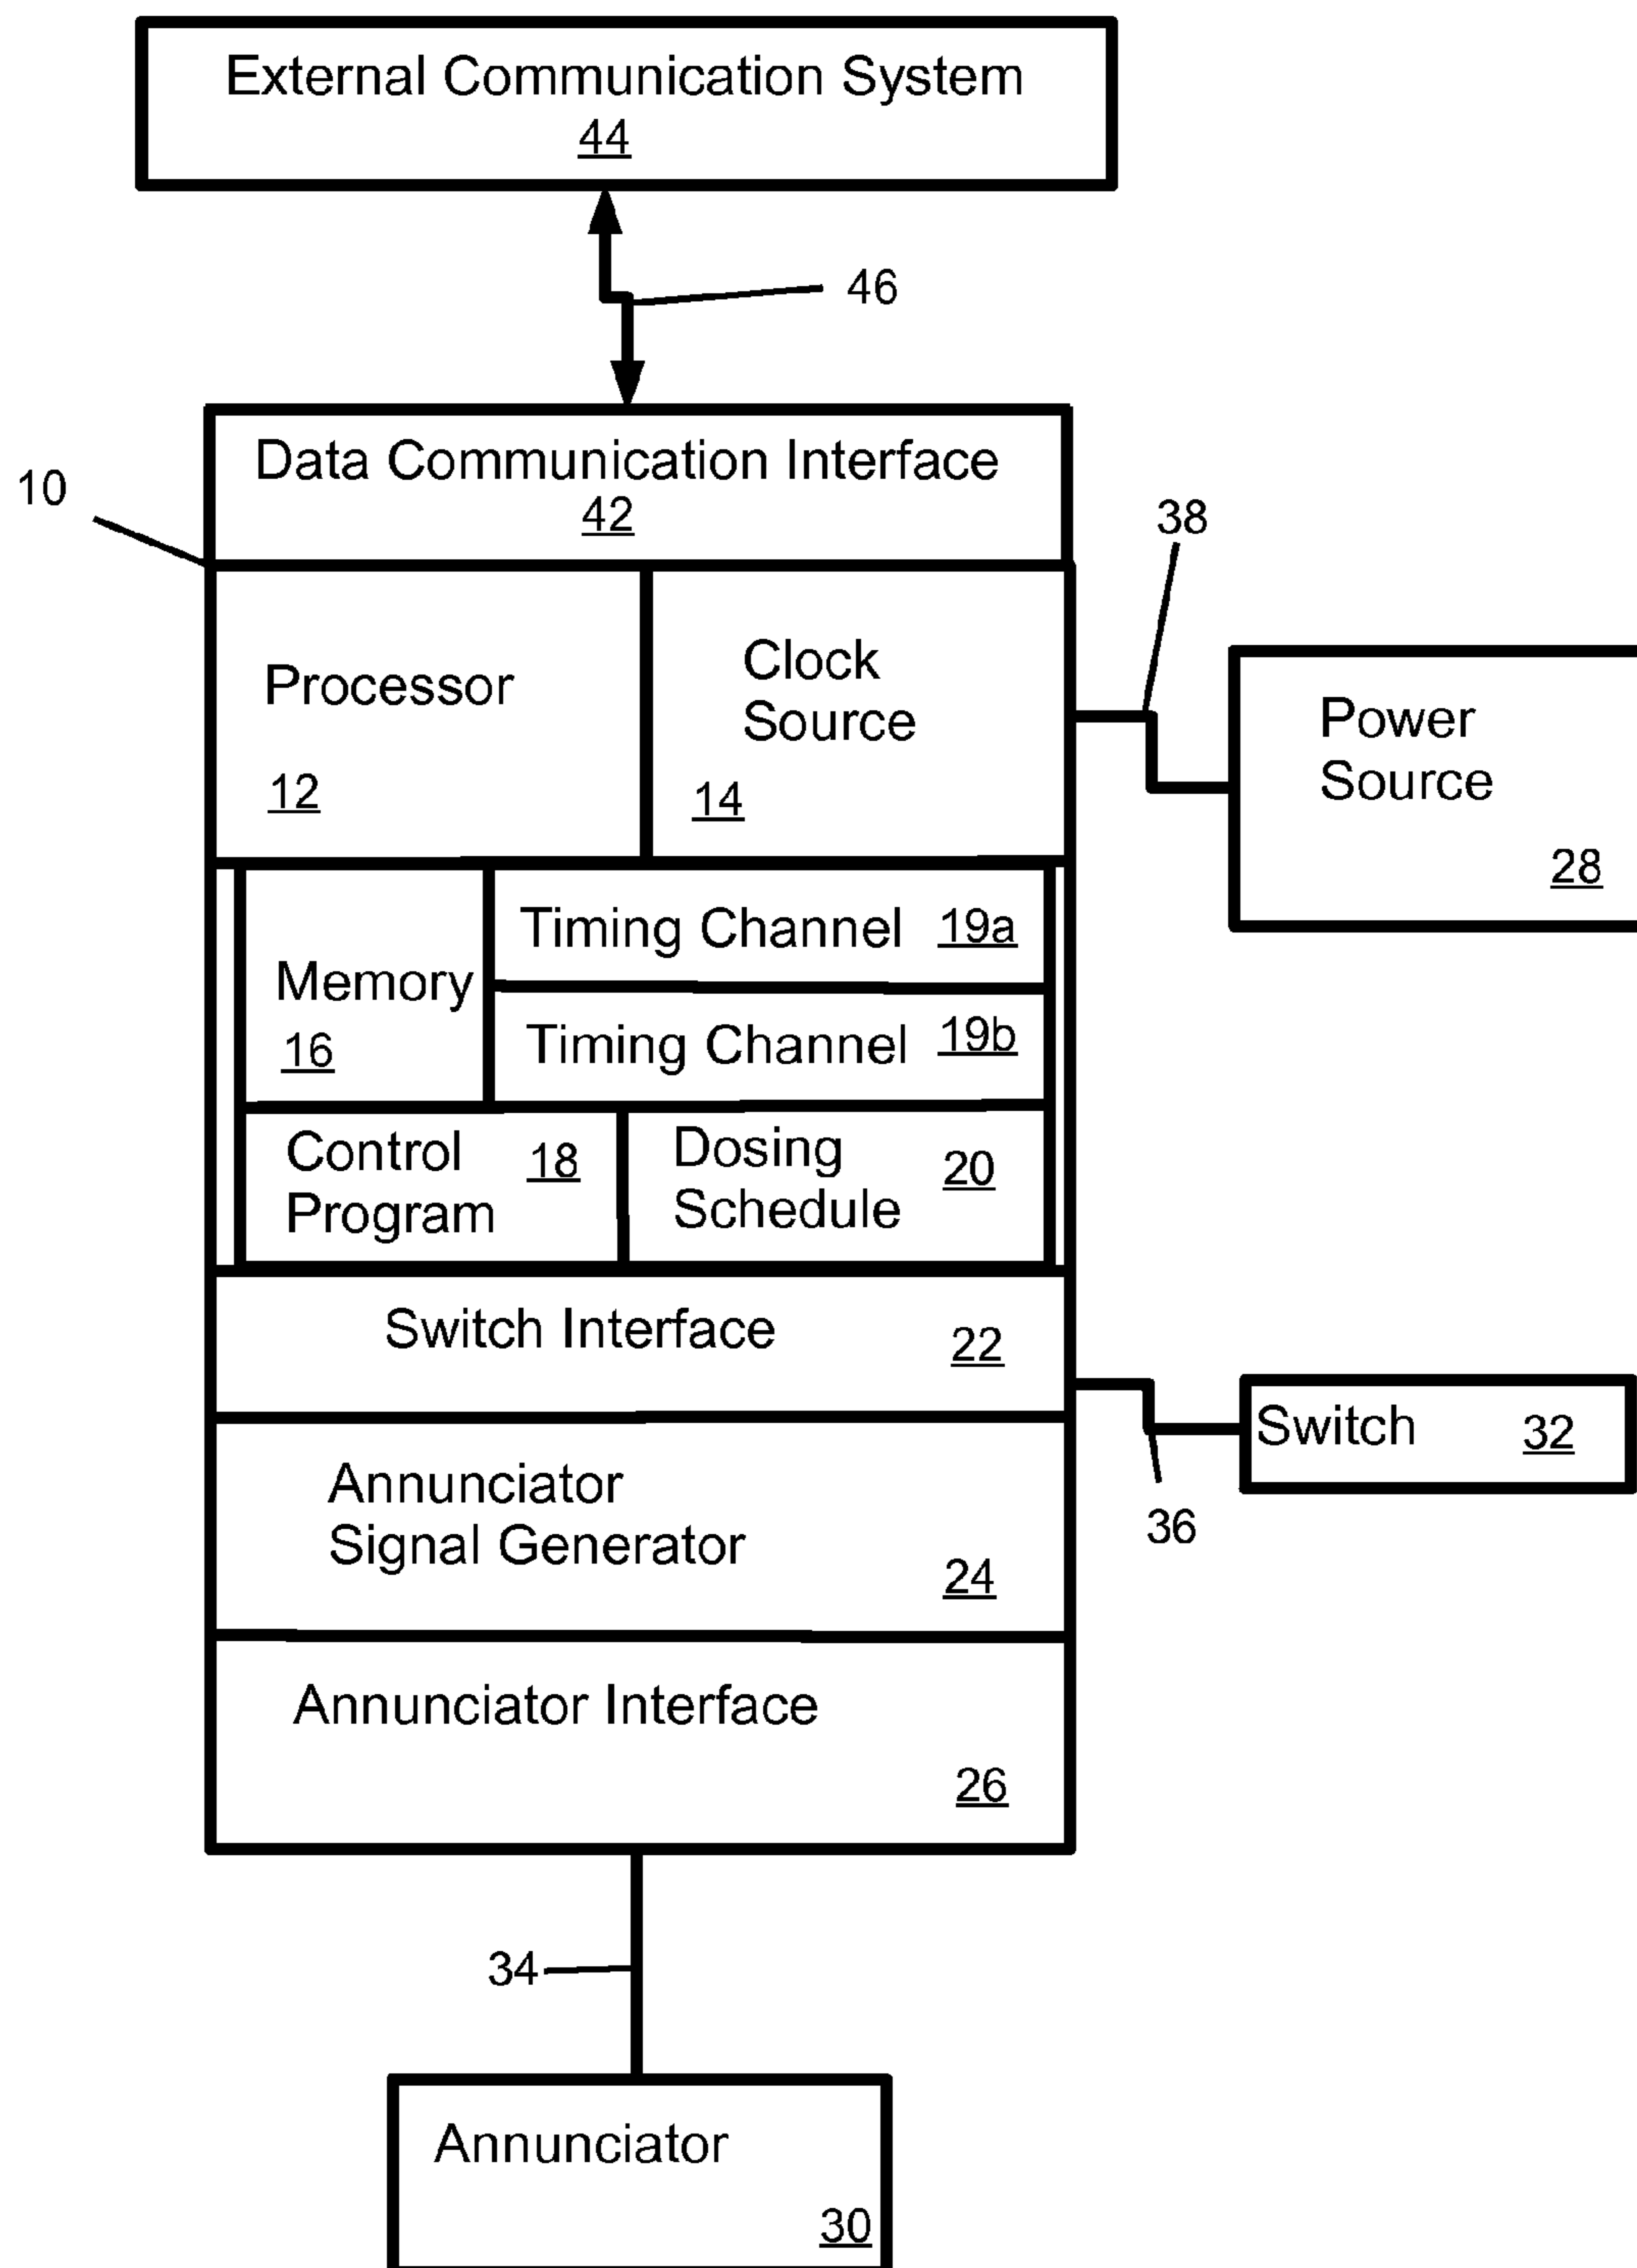 External Communication System
44
46
Data Communication Interface
42
10
38
Processor
12
Clock
Source
14
Power
Source
28
Memory
16
Timing Channel 19a
Timing Channel 19b
Control
Program
18
Dosing
Schedule
20
Switch Interface
22
Switch 32
36
Annunciator
Signal Generator
24
Annunciator Interface
26
34
Annunciator
30